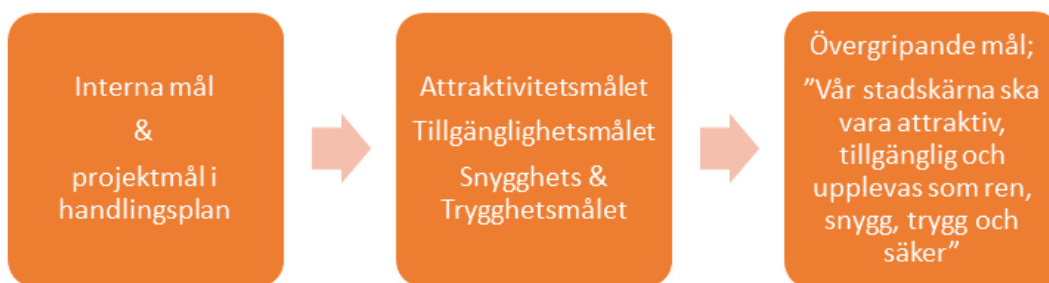 Interna mål
&
projektmål i
handlingsplan
Attraktivitetsmålet
Tillgänglighetsmålet
Snygghets &
Trygghetsmålet
Övergripande mål;
”Vår stadskärna ska
vara attraktiv,
tillgänglig och
upplevas som ren,
snygg, trygg och
säker”